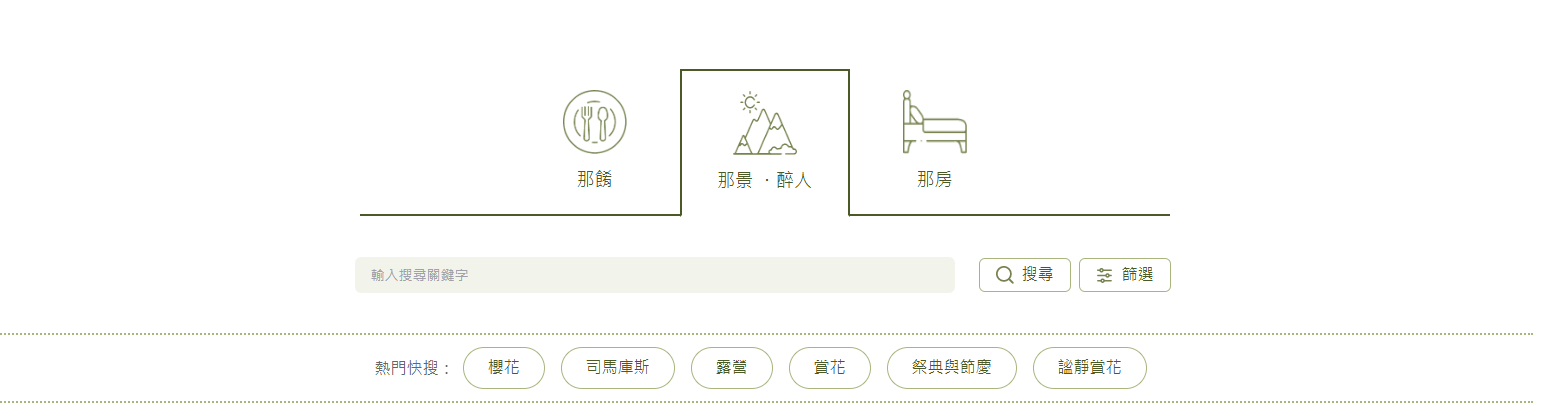 那餚
那景 ・醉人
那房
輸入搜尋關鍵字
搜尋
篩選
熱門快搜：
櫻花
司馬庫斯
露營
賞花
祭典與節慶
謐靜賞花